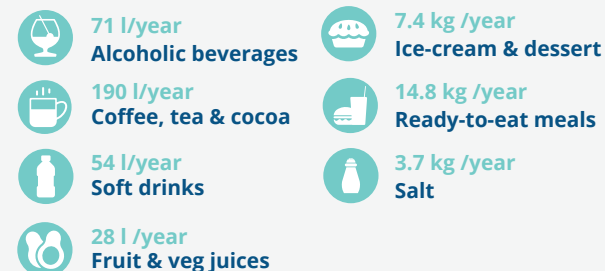 71 l/year
Alcoholic beverages
190 l/year
Coffee, tea & cocoa
54 l/year
Soft drinks
28 l /year
Fruit & veg juices
7.4 kg /year
Ice-cream & dessert
14.8 kg /year
Ready-to-eat meals
3.7 kg /year
Salt